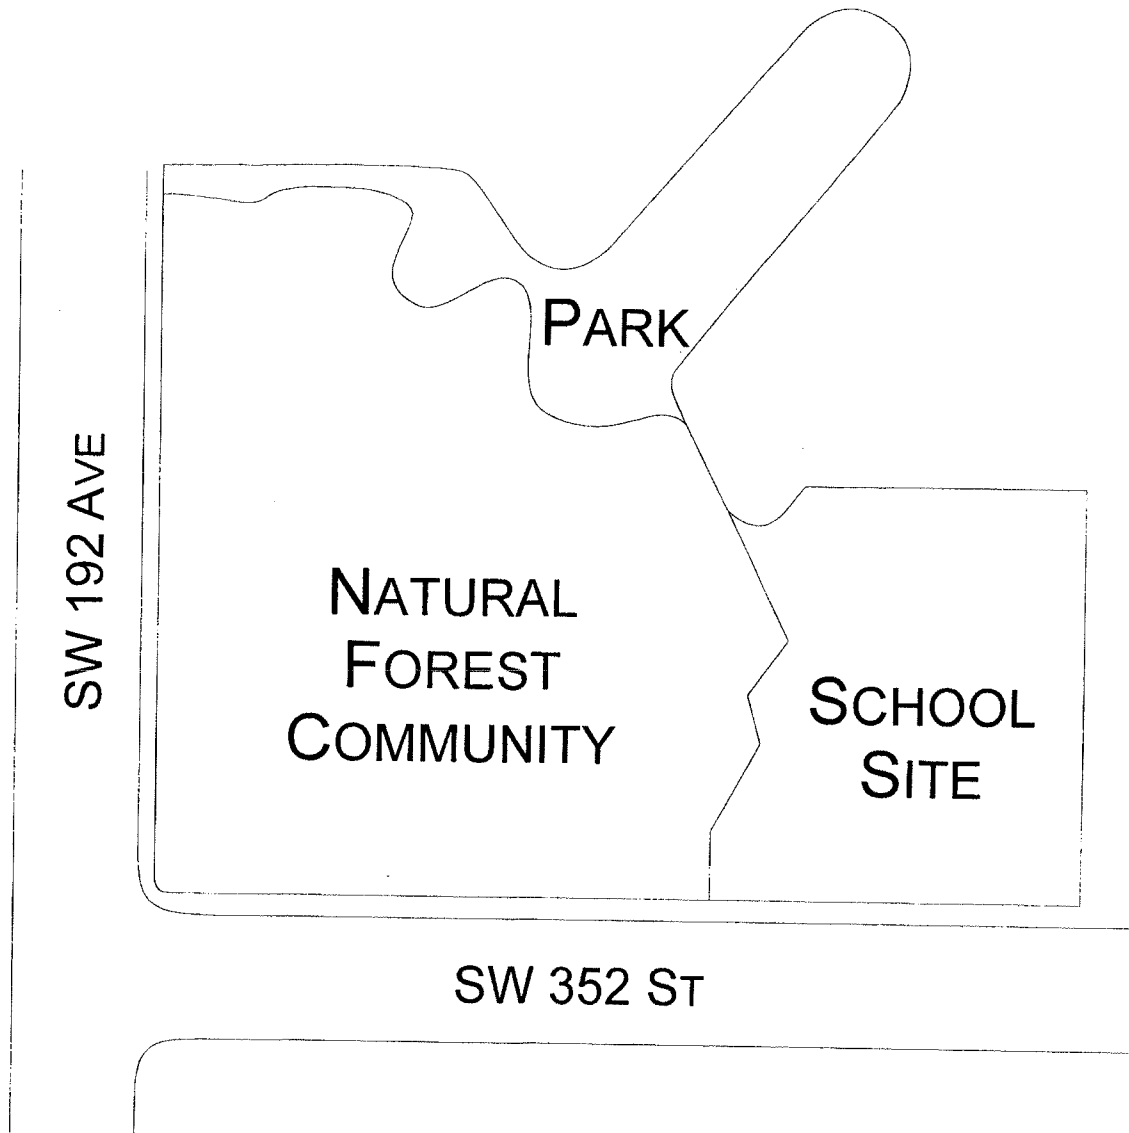 PARK
SW 192 AVE
NATURAL
FOREST
COMMUNITY
SCHOOL
SITE
SW 352 ST